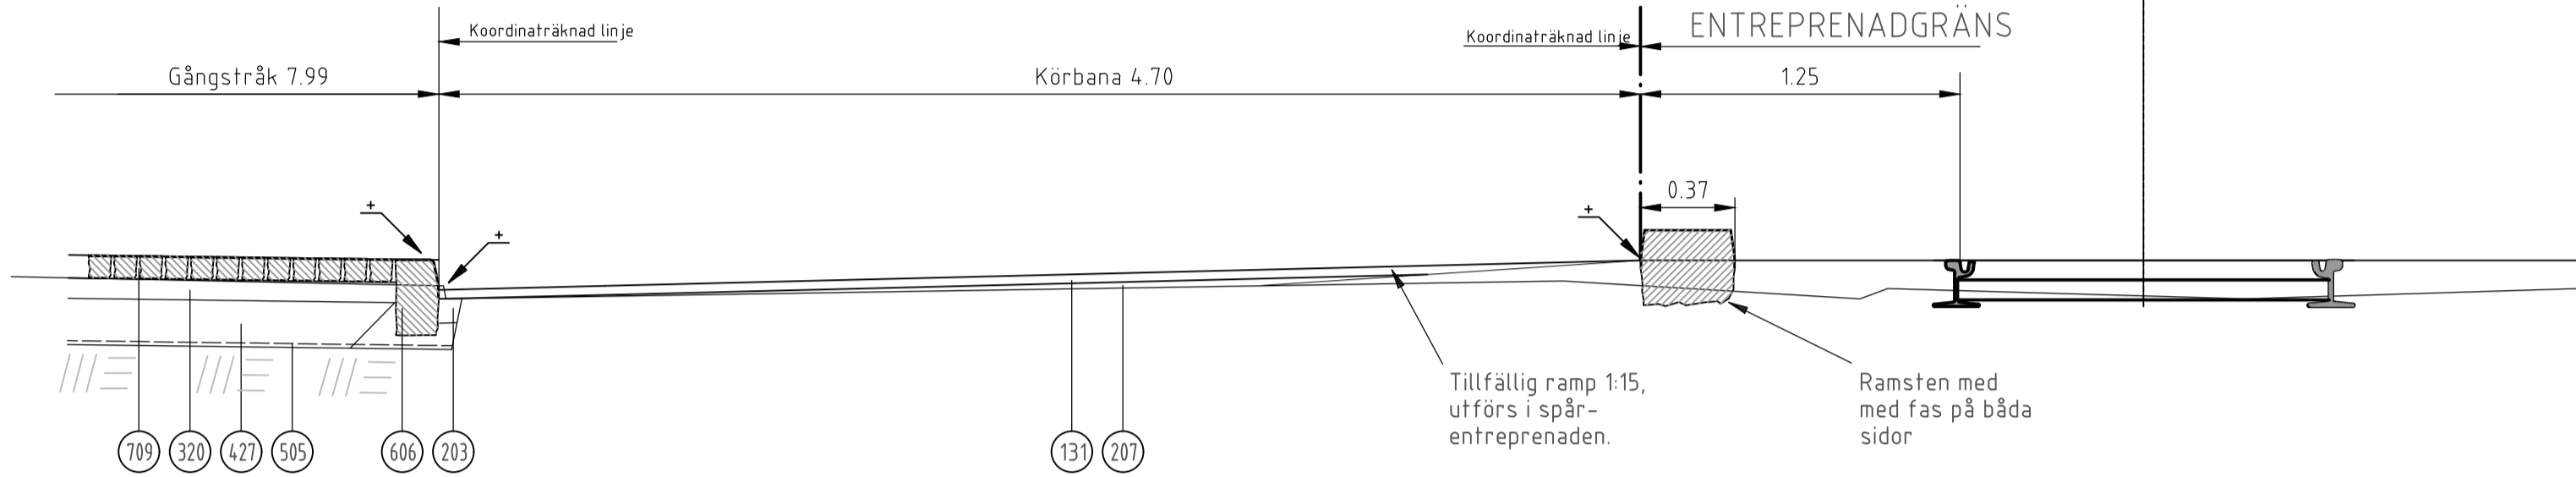 Koordinaträknad linje
Koordinaträknad linje
ENTREPRENADGRÄNS
Gångstråk 7.99
Körbana 4.70
1.25
0.37
+
+
+
Tillfällig ramp 1:15,
utförs i spår-
entreprenaden.
Ramsten med
med fas på båda
sidor
709
320
427
505
606
203
131
207